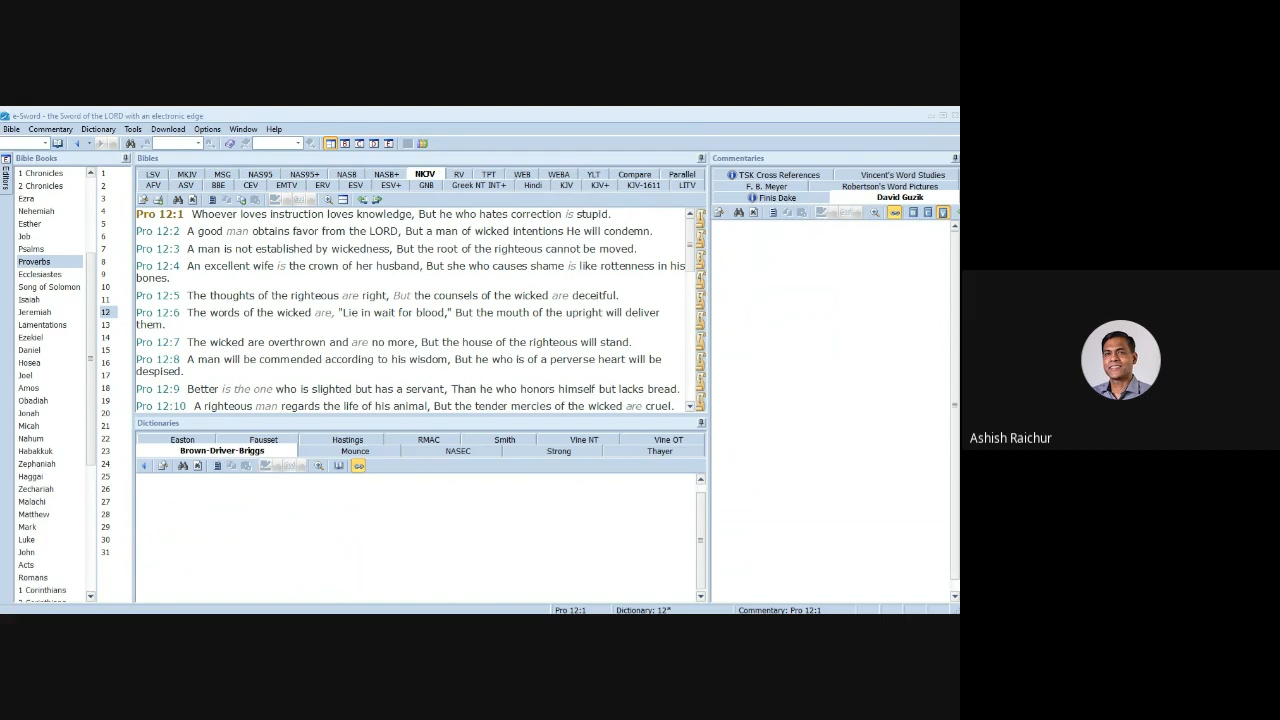 e-Sword - the Sword of the LORD with an electronic edge
Bible Commentary Dictionary Tools Download Options Window Help
Editors
Bible Books
1 Chronicles
2 Chronicles
Ezra
Nehemiah
Esther
Job
Psalms
Proverbs
Ecclesiastes
Song of Solomon
Isaiah
Jeremiah
Lamentations
Ezekiel
Daniel
Hosea
Joel
Amos
Obadiah
Jonah
Micah
Nahum
Habakkuk
Zephaniah
Haggai
Zechariah
Malachi
Matthew
Mark
Luke
John
Acts
Romans
1 Corinthians
1
2
3
4
5
6
7
8
9
10
11
12
13
14
15
16
17
18
19
20
21
22
23
24
25
26
27
28
29
30
31
Bibles
LSV MKJV MSG NAS95 NAS95+ NASB NASB+ NKJV RV TPT WEB WEBA YLT Compare Parallel
AFV ASV BBE CEV EMTV ERV ESV ESV+ GNB Greek NT INT+ Hindi KJV KJV+ KJV-1611 LITV
Pro 12:1 Whoever loves instruction loves knowledge, But he who hates correction is stupid.
Pro 12:2 A good man obtains favor from the LORD, But a man of wicked intentions He will condemn.
Pro 12:3 A man is not established by wickedness, But the root of the righteous cannot be moved.
Pro 12:4 An excellent wife is the crown of her husband, But she who causes shame is like rottenness in his
bones.
Pro 12:5 The thoughts of the righteous are right, But the counsels of the wicked are deceitful.
Pro 12:6 The words of the wicked are, "Lie in wait for blood," But the mouth of the upright will deliver
them.
Pro 12:7 The wicked are overthrown and are no more, But the house of the righteous will stand.
Pro 12:8 A man will be commended according to his wisdom, But he who is of a perverse heart will be
despised.
Pro 12:9 Better is the one who is slighted but has a servant, Than he who honors himself but lacks bread.
Pro 12:10 A righteous man regards the life of his animal, But the tender mercies of the wicked are cruel.
Dictionaries
Easton Fausset Hastings RMAC Smith Vine NT Vine OT
Brown-Driver-Briggs Mounce NASEC Strong Thayer
Commentaries
TSK Cross References Vincent's Word Studies
F. B. Meyer Robertson's Word Pictures
Finis Dake David Guzik
Pro 12:1 Dictionary: 12* Commentary: Pro 12:1
Ashish Raichur